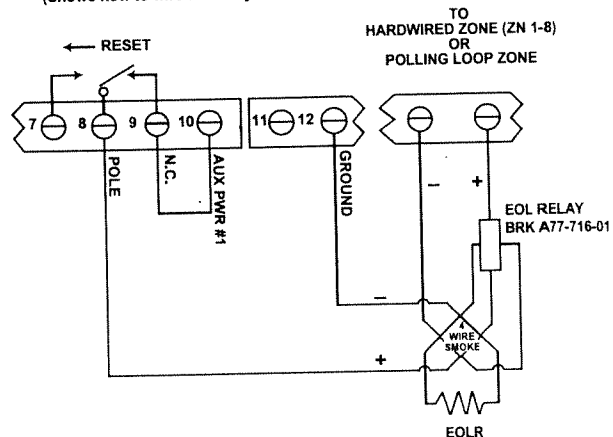 TO
HARDWIRED ZONE (ZN 1-8)
OR
POLLING LOOP ZONE
RESET
7 8 9 10 11 12
POLE
N.C.
AUX PWR #1
GROUND
− +
EOL RELAY
BRK A77-716-01
−
4
WIRE
SMOKE
+
EOLR